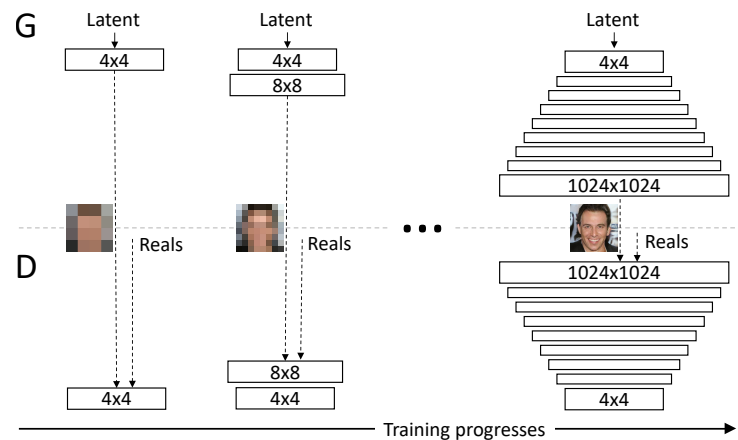 G
Latent
Latent
Latent
4x4
4x4
4x4
8x8
1024x1024
Reals
Reals
Reals
D
1024x1024
8x8
4x4
4x4
4x4
Training progresses